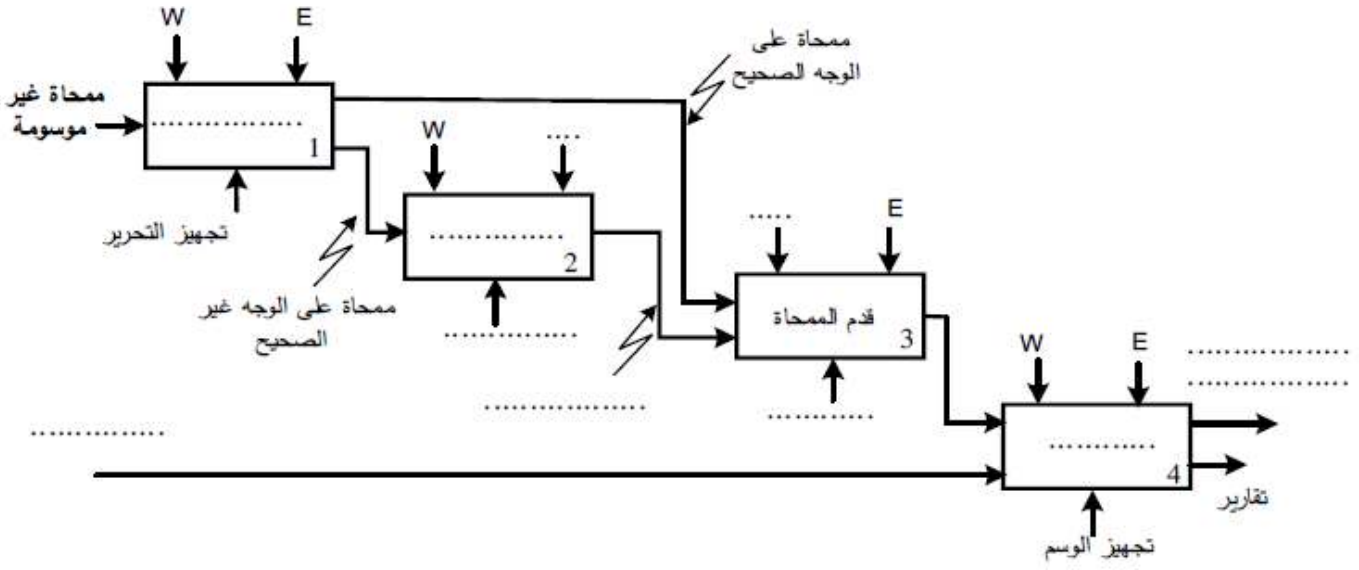 W E
ممحاة على
الوجه الصحيح
ممحاة غير
موسومة
.................
1
W ....
تجهيز التحرير
...............
2
..... E
ممحاة على الوجه غير
الصحيح
...............
قدم الممحاة
3
W E
..................
..................
..................
............
...............
............
4
تقارير
تجهيز الوسم